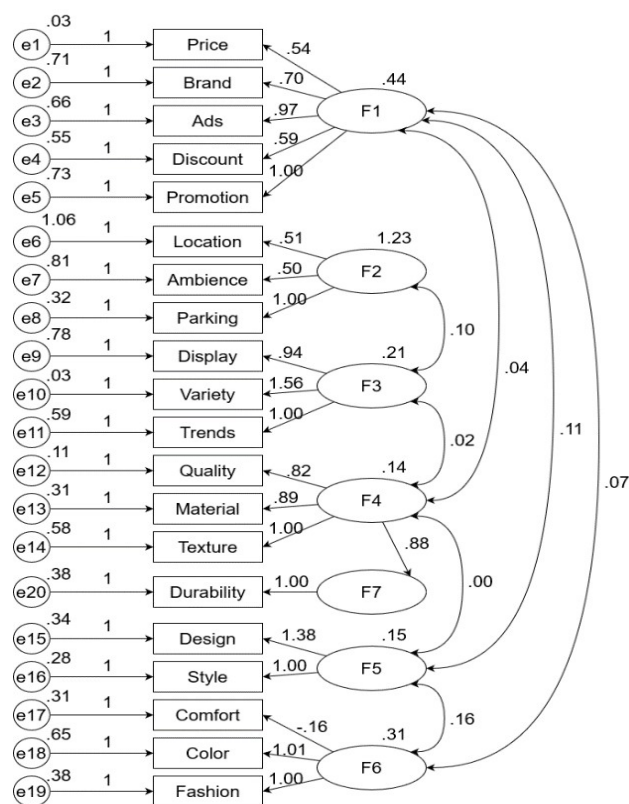 .03
e1 1 Price .54
.71
e2 1 Brand .70 .44
.66
e3 1 Ads .97 F1
.55 .59
e4 1 Discount
.73 1.00
e5 1 Promotion
1.06
e6 1 Location .51 1.23
.81
e7 1 Ambience .50 F2
.32
e8 1 Parking 1.00
.78 .10
e9 1 Display .94 .21
.03 .04
e10 1 Variety 1.56 F3
.59 .11
e11 1 Trends 1.00
.11 .02
e12 1 Quality .82 .14
.31 .07
e13 1 Material .89 F4
.58
e14 1 Texture 1.00
.88
.38
e20 1 Durability 1.00 F7 .00
.34
e15 1 Design 1.38 .15
.28
e16 1 Style 1.00 F5
.31
e17 1 Comfort -.16 .16
.65 .31
e18 1 Color 1.01 F6
.38
e19 1 Fashion 1.00